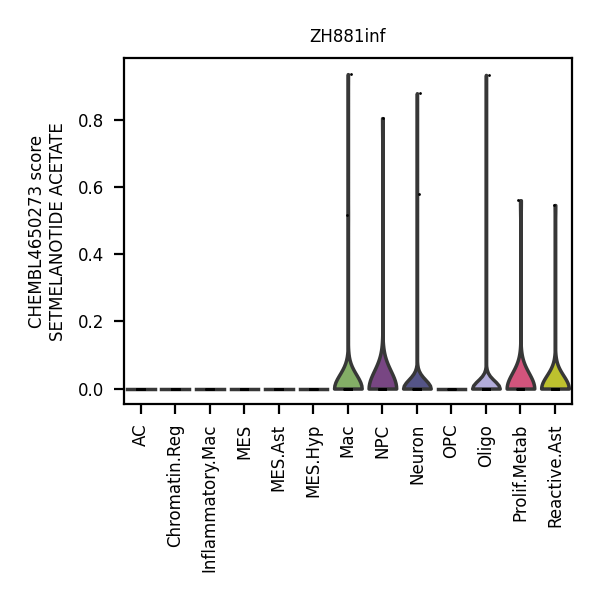 ZH881inf
CHEMBL4650273 score
SETMELANOTIDE ACETATE
0.8
0.6
0.4
0.2
0.0
AC
Chromatin.Reg
Inflammatory.Mac
MES
MES.Ast
MES.Hyp
Mac
NPC
Neuron
OPC
Oligo
Prolif.Metab
Reactive.Ast